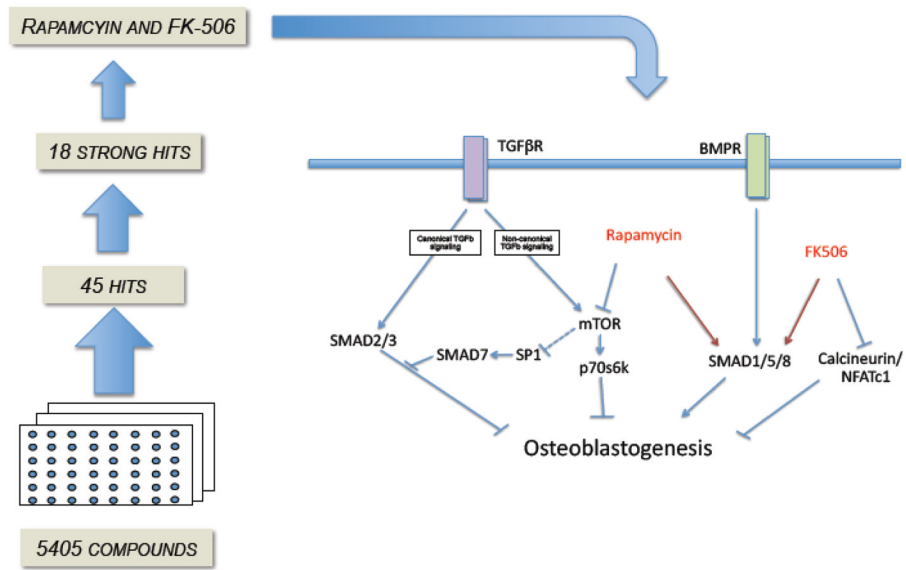 RAPAMCYIN AND FK-506
18 STRONG HITS
45 HITS
5405 COMPOUNDS
TGFβR
BMPR
Canonical TGFb
signaling
Non-canonical
TGFb signaling
Rapamycin
FK506
SMAD2/3
SMAD7
SP1
mTOR
p70s6k
SMAD1/5/8
Calcineurin/
NFATc1
Osteoblastogenesis